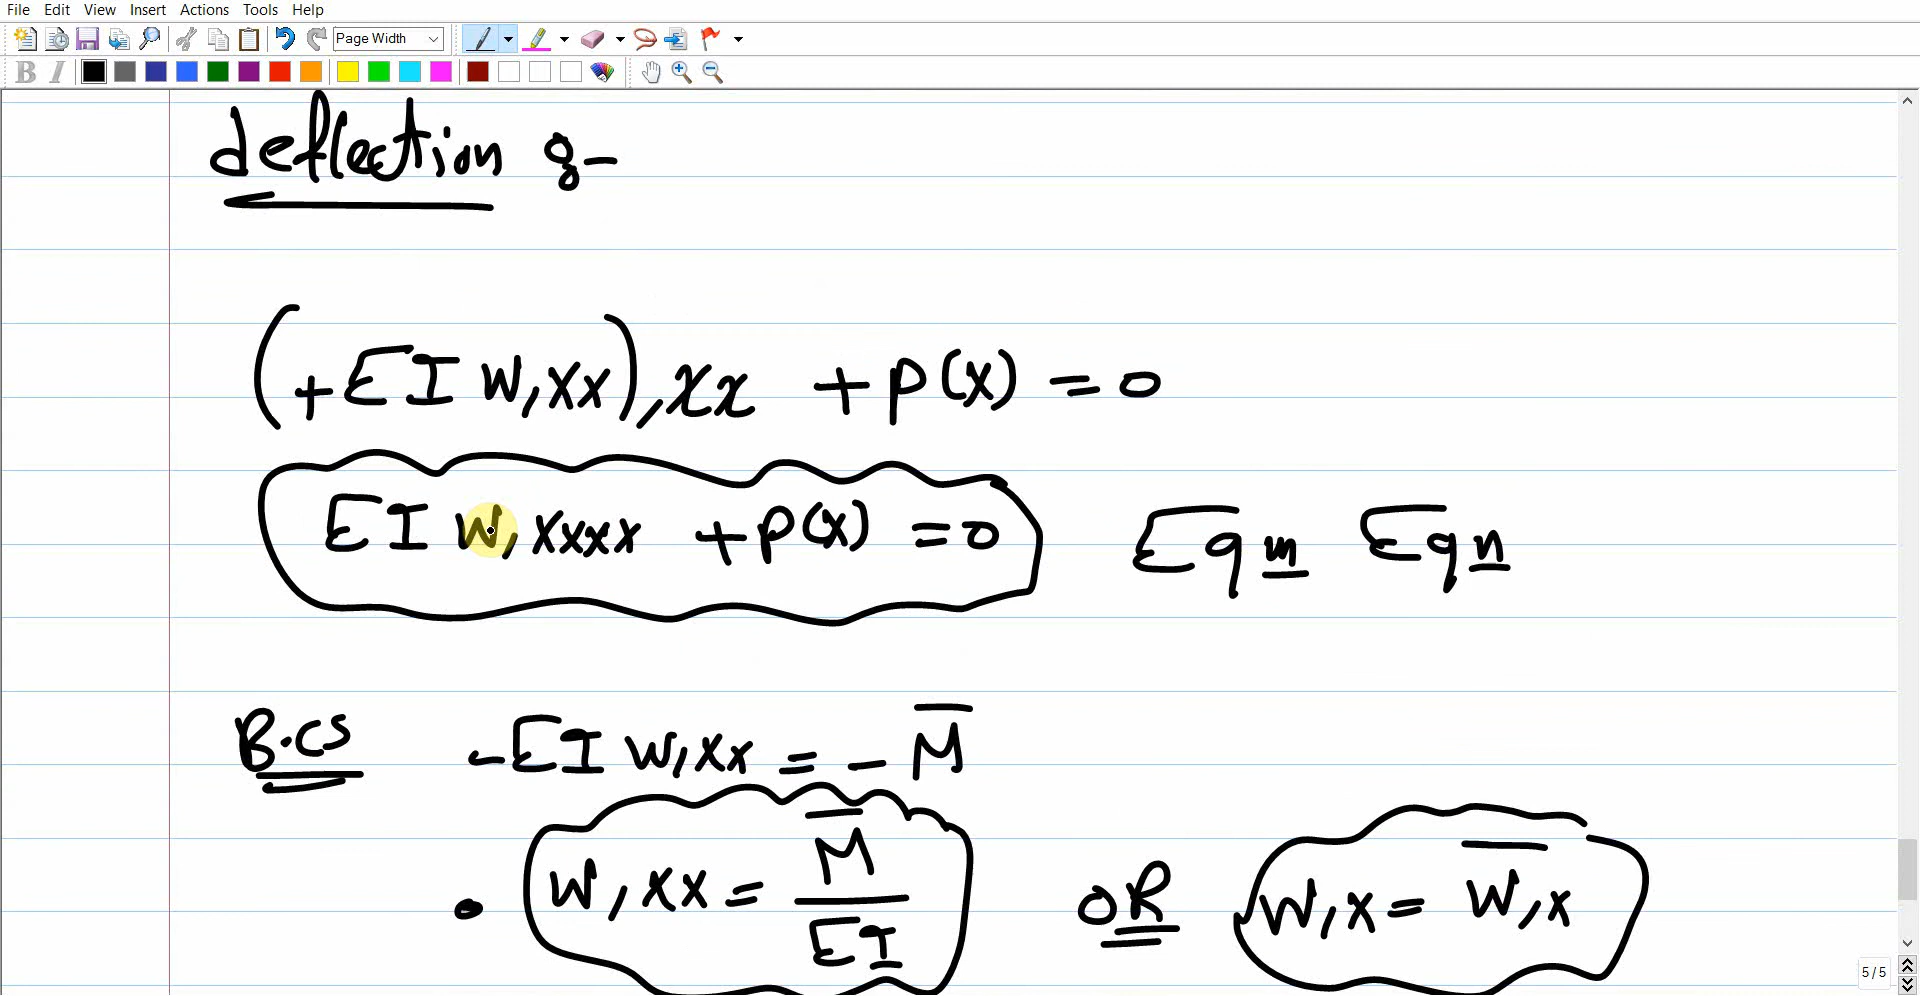 File Edit View Insert Actions Tools Help
Page Width
B I
deflection :-
(+EI W,xx),xx + P(x) = 0
EI W,xxxx + P(x) = 0 Eqm Eqn
B.Cs -EI W,xx = - M̅
• W,xx = M̅ / EI OR W,x = W̅,x
5/5